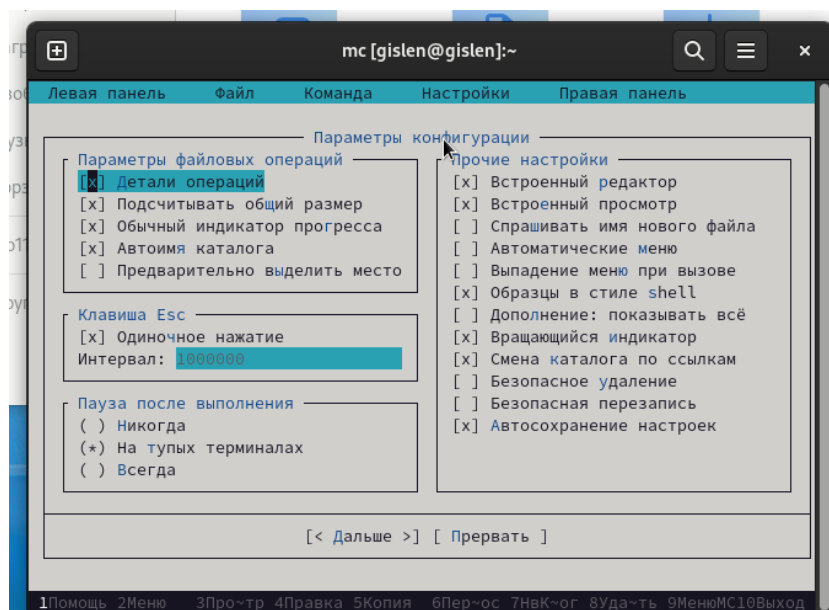 mc [gislen@gislen]:~
Левая панель Файл Команда Настройки Правая панель
Параметры конфигурации
Параметры файловых операций
[x] Детали операций
[x] Подсчитывать общий размер
[x] Обычный индикатор прогресса
[x] Автоимя каталога
[ ] Предварительно выделить место
Клавиша Esc
[x] Одиночное нажатие
Интервал: 1000000
Пауза после выполнения
( ) Никогда
(*) На тупых терминалах
( ) Всегда
Прочие настройки
[x] Встроенный редактор
[x] Встроенный просмотр
[ ] Спрашивать имя нового файла
[ ] Автоматические меню
[ ] Выпадение меню при вызове
[x] Образцы в стиле shell
[ ] Дополнение: показывать всё
[x] Вращающийся индикатор
[x] Смена каталога по ссылкам
[ ] Безопасное удаление
[ ] Безопасная перезапись
[x] Автосохранение настроек
[< Дальше >] [ Прервать ]
1Помощь 2Меню 3Про~тр 4Правка 5Копия 6Пер~ос 7НвК~ог 8Уда~ть 9МенюMC10Выход